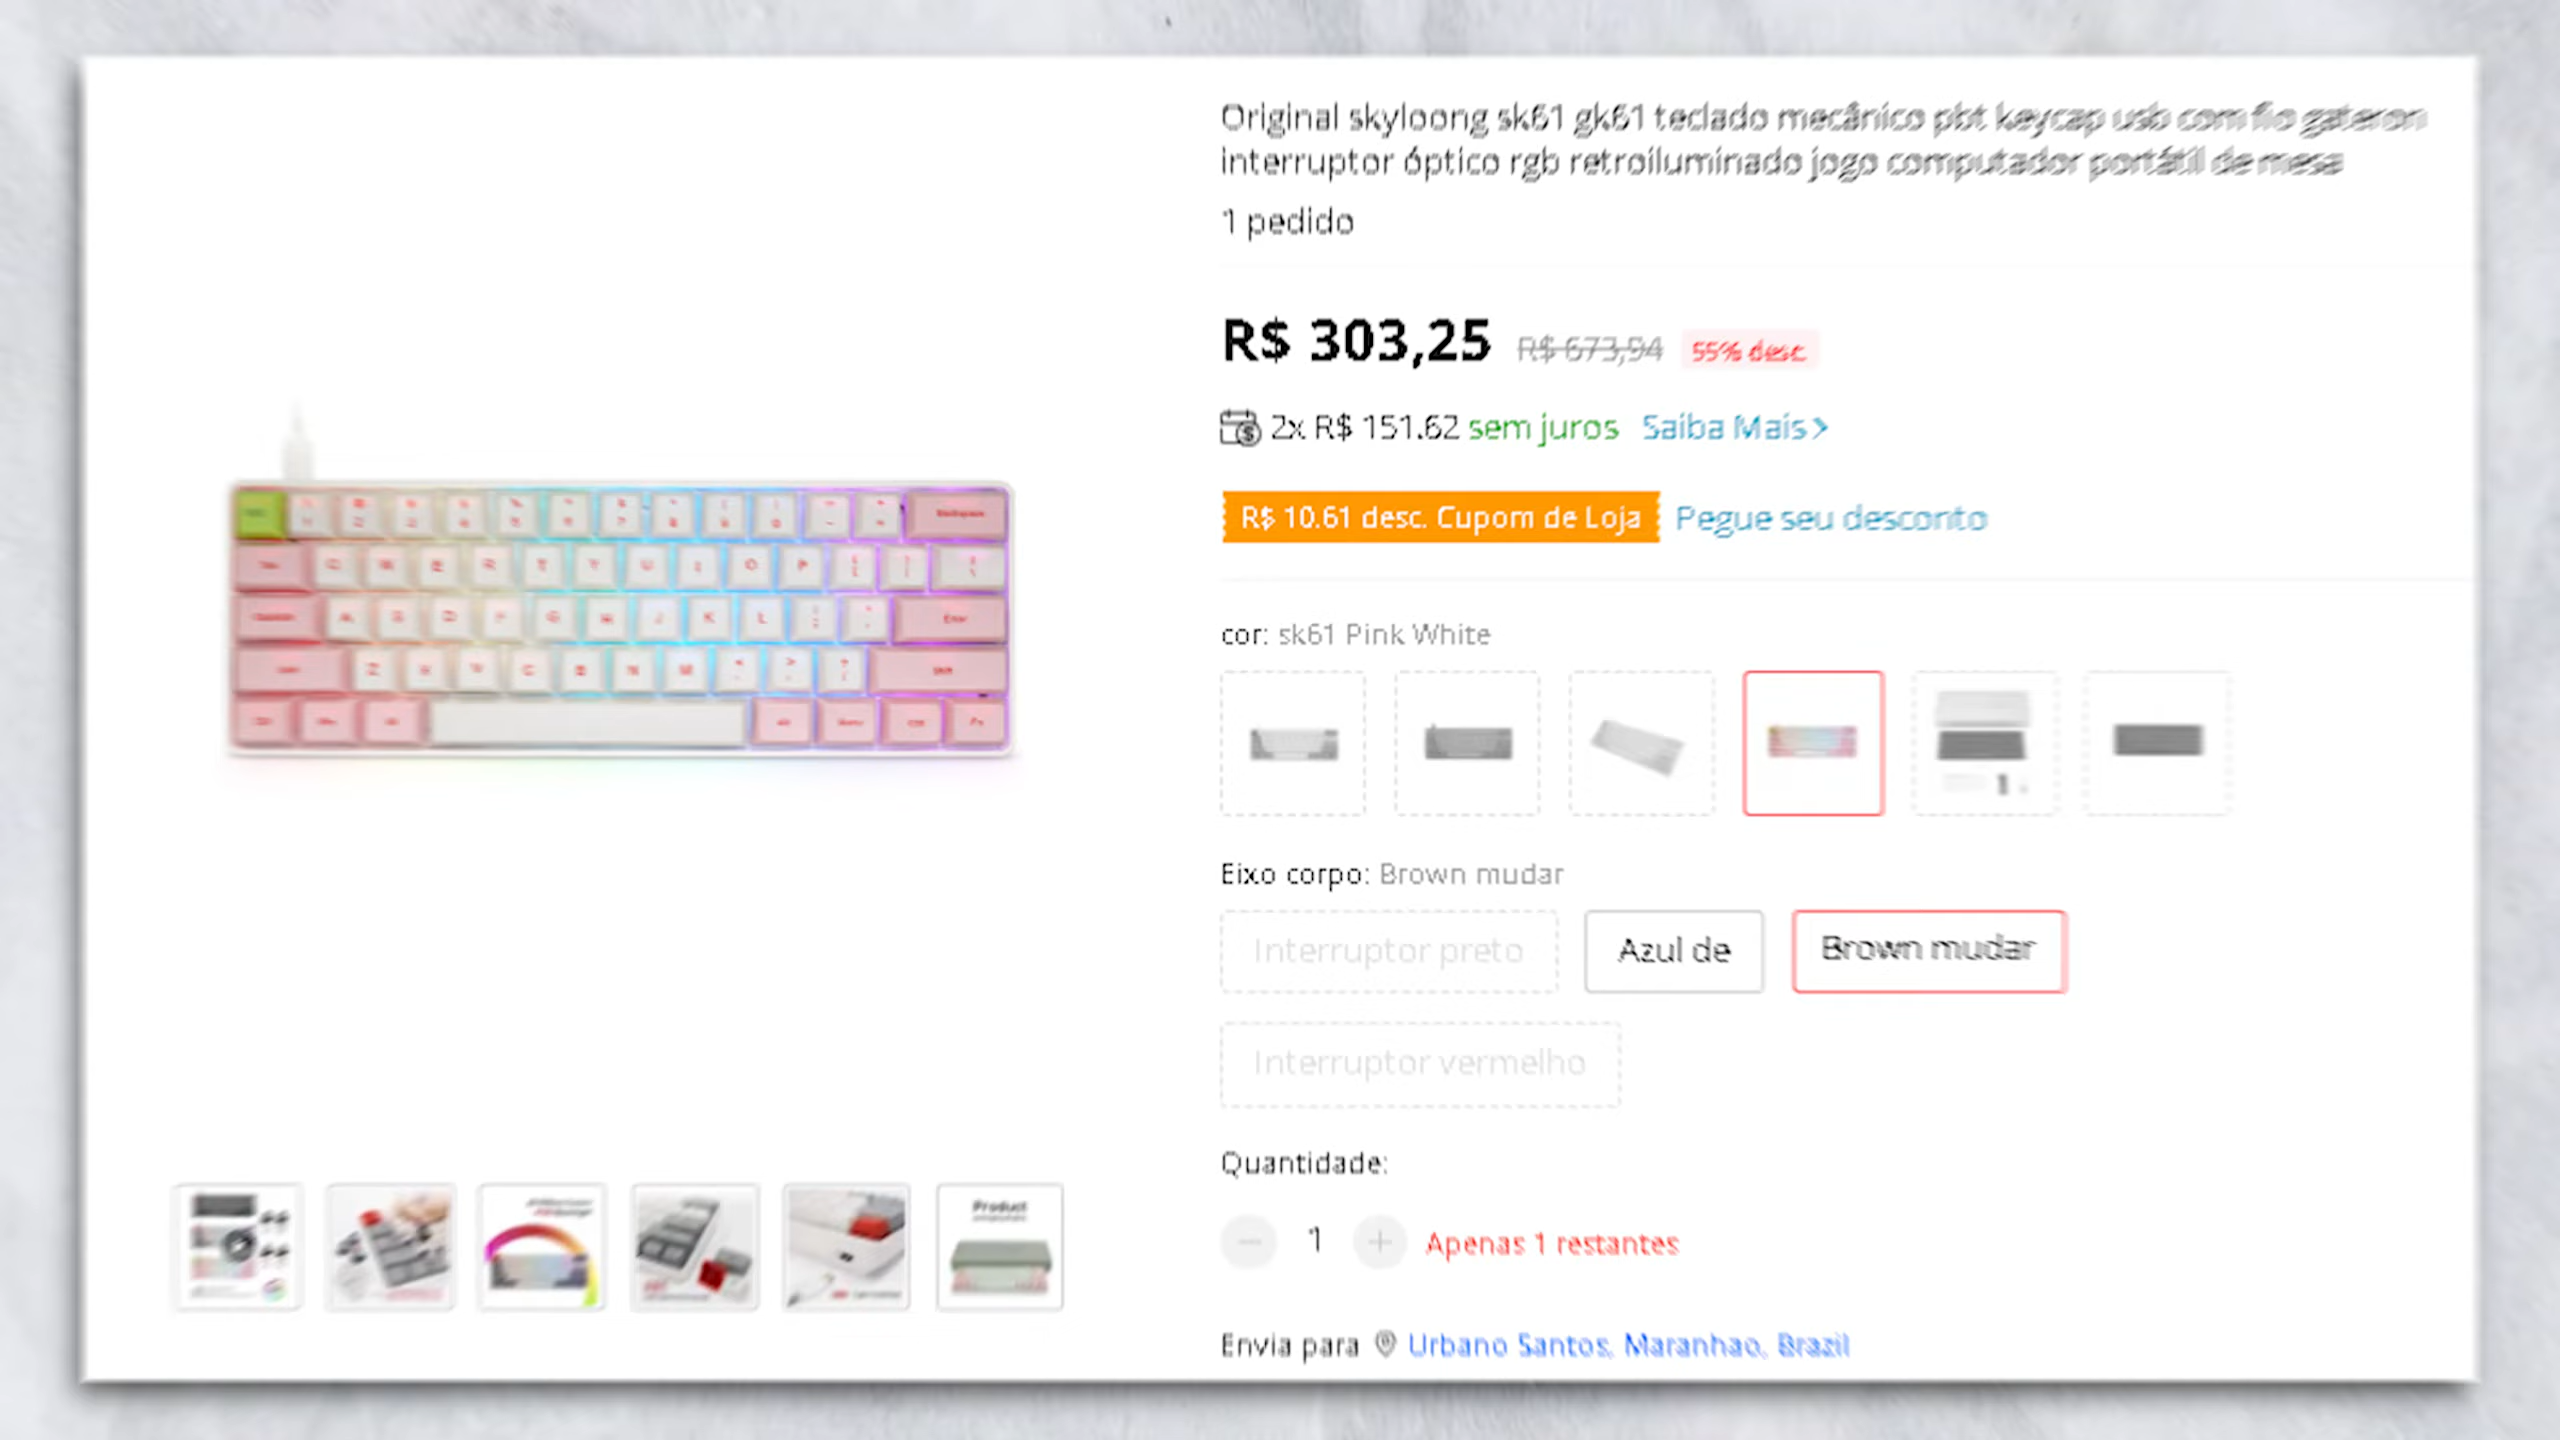 Original skyloong sk61 gk61 teclado mecânico pbt keycap usb com fio gateron
interruptor óptico rgb retroiluminado jogo computador portátil de mesa
1 pedido
R$ 303,25 R$ 673,94 55% desc.
2x R$ 151.62 sem juros Saiba Mais >
R$ 10.61 desc. Cupom de Loja Pegue seu desconto
cor: sk61 Pink White
Eixo corpo: Brown mudar
Interruptor preto Azul de Brown mudar
Interruptor vermelho
Quantidade:
− 1 + Apenas 1 restantes
Envia para Urbano Santos, Maranhao, Brazil
Backspace
U I O P
K L
Enter
Z C B N M
Product